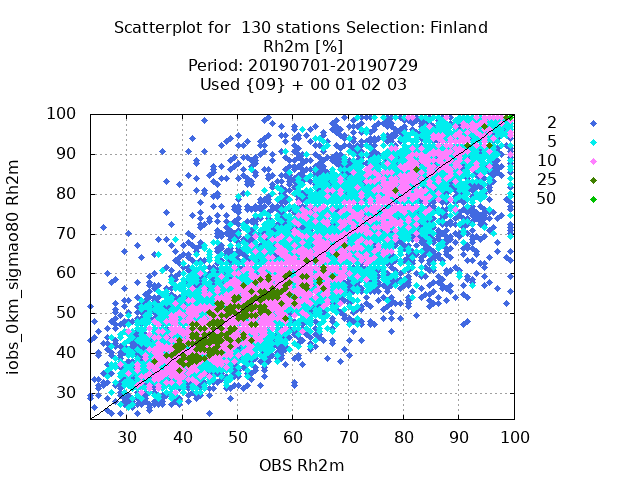 Scatterplot for  130 stations Selection: Finland
Rh2m [%]
Period: 20190701-20190729
Used {09} + 00 01 02 03
iobs_0km_sigmao80 Rh2m
100
90
80
70
60
50
40
30
30 40 50 60 70 80 90 100
OBS Rh2m
2
5
10
25
50